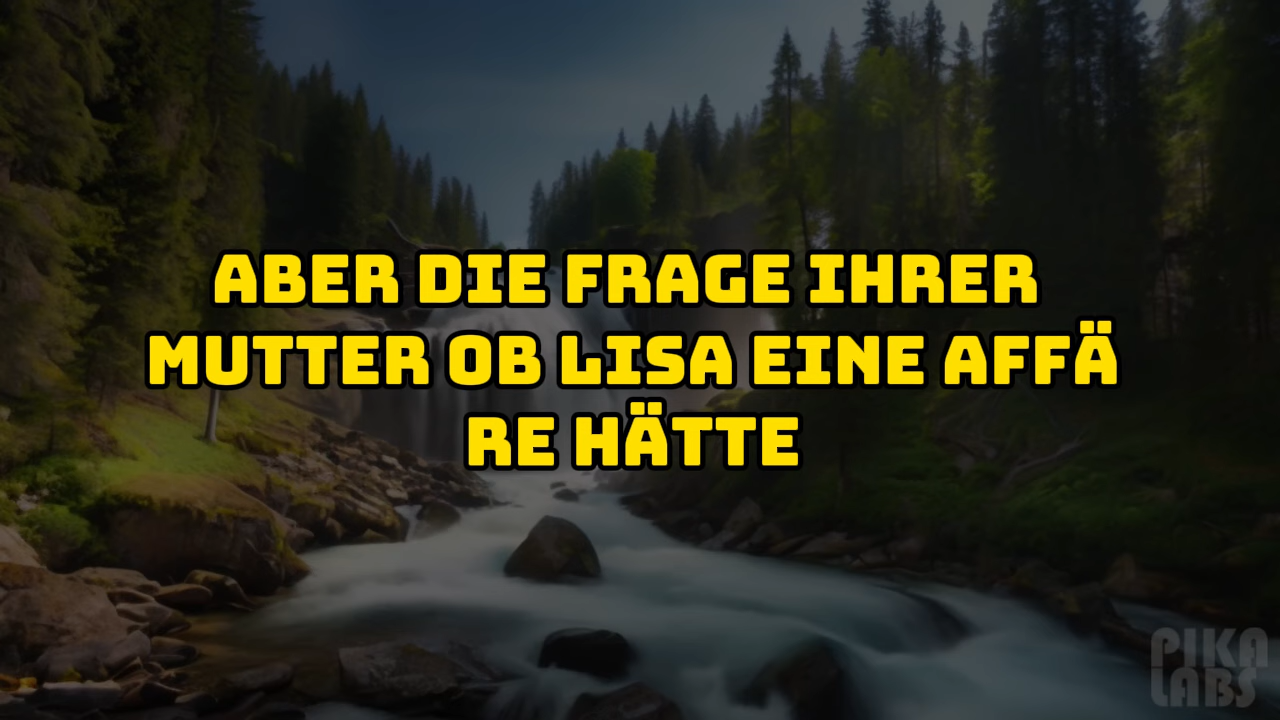 ABER DIE FRAGE IHRER
MUTTER OB LISA EINE AFFÄ
RE HÄTTE
PIKA
LABS